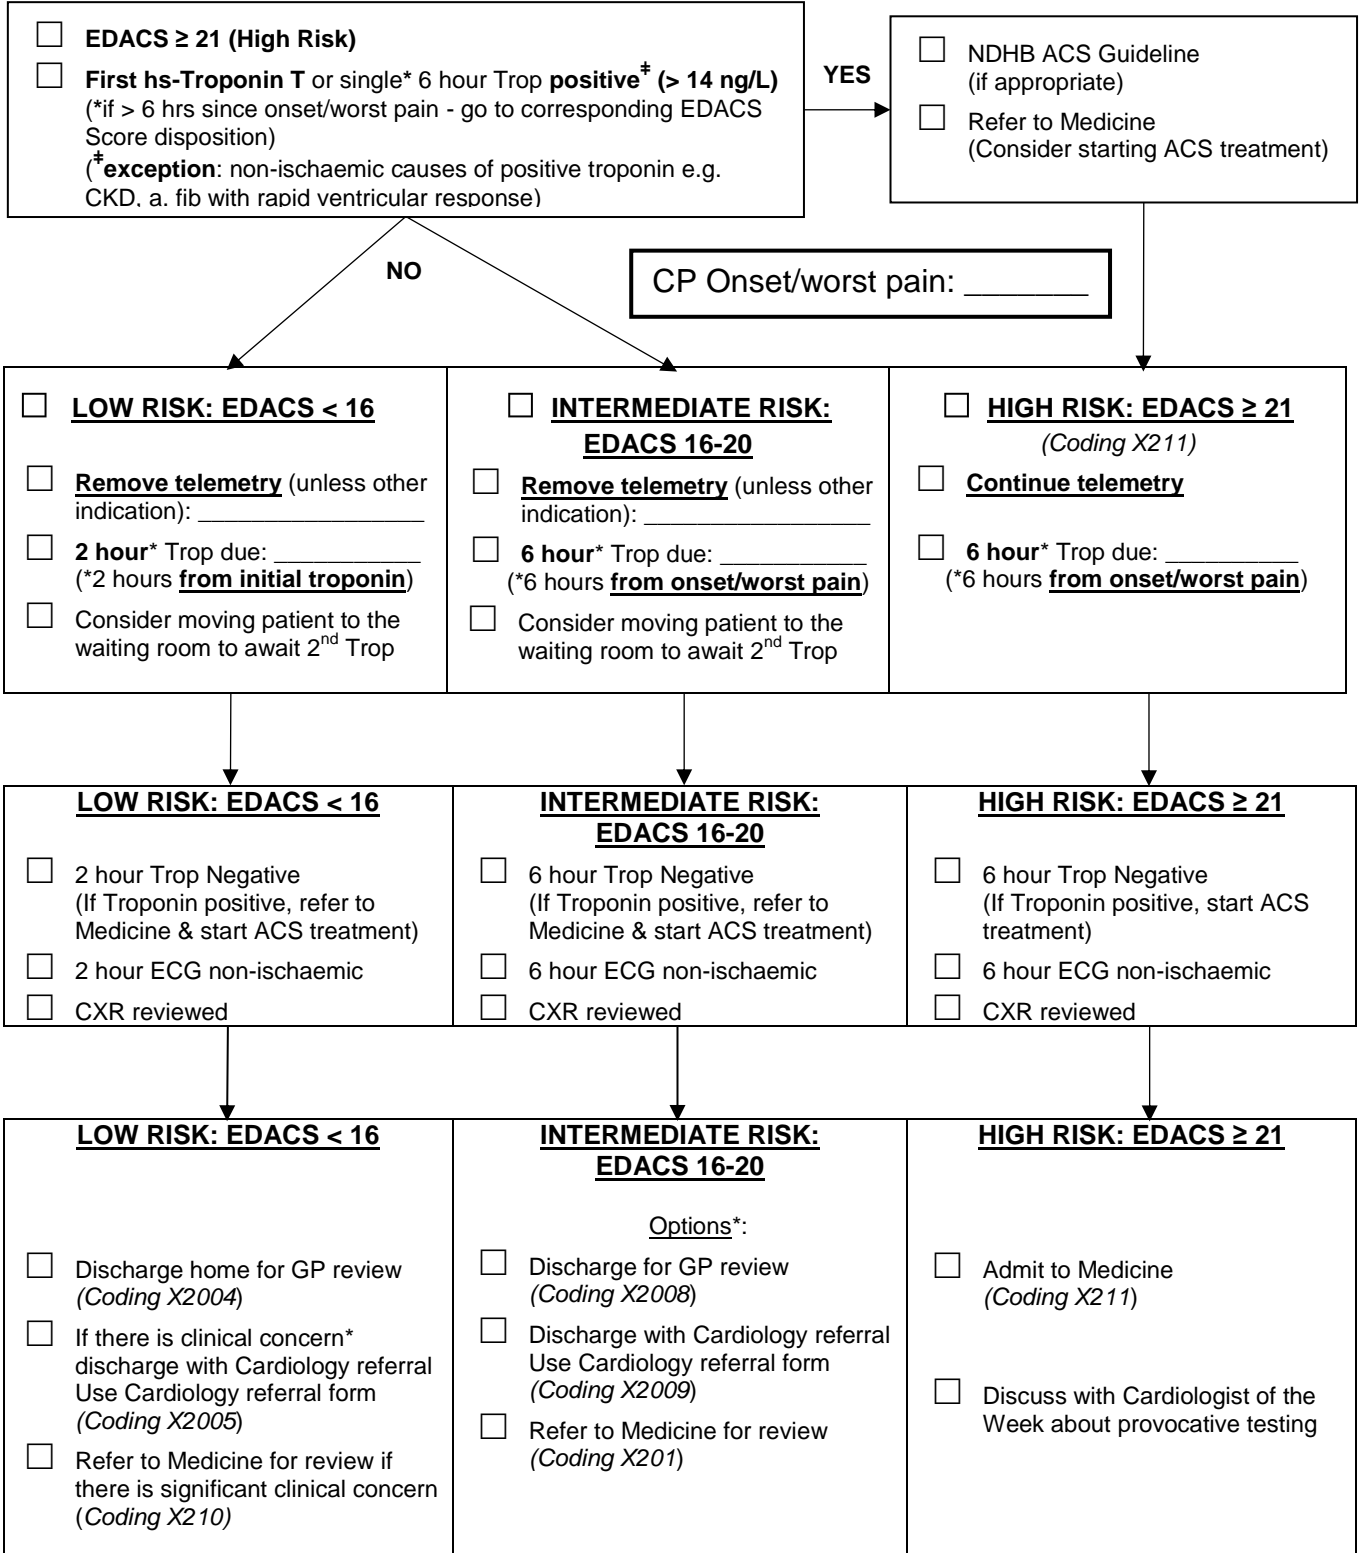 ☐ EDACS ≥ 21 (High Risk)
☐ First hs-Troponin T or single* 6 hour Trop positive‡ (> 14 ng/L)
(*if > 6 hrs since onset/worst pain - go to corresponding EDACS
Score disposition)
(‡exception: non-ischaemic causes of positive troponin e.g.
CKD, a. fib with rapid ventricular response)
YES
☐ NDHB ACS Guideline
(if appropriate)
☐ Refer to Medicine
(Consider starting ACS treatment)
NO
CP Onset/worst pain: _______
☐ LOW RISK: EDACS < 16
☐ Remove telemetry (unless other
indication): _________________
☐ 2 hour* Trop due: ___________
(*2 hours from initial troponin)
☐ Consider moving patient to the
waiting room to await 2nd Trop
☐ INTERMEDIATE RISK:
EDACS 16-20
☐ Remove telemetry (unless other
indication): _________________
☐ 6 hour* Trop due: ___________
(*6 hours from onset/worst pain)
☐ Consider moving patient to the
waiting room to await 2nd Trop
☐ HIGH RISK: EDACS ≥ 21
(Coding X211)
☐ Continue telemetry
☐ 6 hour* Trop due: __________
(*6 hours from onset/worst pain)
LOW RISK: EDACS < 16
☐ 2 hour Trop Negative
(If Troponin positive, refer to
Medicine & start ACS treatment)
☐ 2 hour ECG non-ischaemic
☐ CXR reviewed
INTERMEDIATE RISK:
EDACS 16-20
☐ 6 hour Trop Negative
(If Troponin positive, refer to
Medicine & start ACS treatment)
☐ 6 hour ECG non-ischaemic
☐ CXR reviewed
HIGH RISK: EDACS ≥ 21
☐ 6 hour Trop Negative
(If Troponin positive, start ACS
treatment)
☐ 6 hour ECG non-ischaemic
☐ CXR reviewed
LOW RISK: EDACS < 16
☐ Discharge home for GP review
(Coding X2004)
☐ If there is clinical concern*
discharge with Cardiology referral
Use Cardiology referral form
(Coding X2005)
☐ Refer to Medicine for review if
there is significant clinical concern
(Coding X210)
INTERMEDIATE RISK:
EDACS 16-20
Options*:
☐ Discharge for GP review
(Coding X2008)
☐ Discharge with Cardiology referral
Use Cardiology referral form
(Coding X2009)
☐ Refer to Medicine for review
(Coding X201)
HIGH RISK: EDACS ≥ 21
☐ Admit to Medicine
(Coding X211)
☐ Discuss with Cardiologist of the
Week about provocative testing